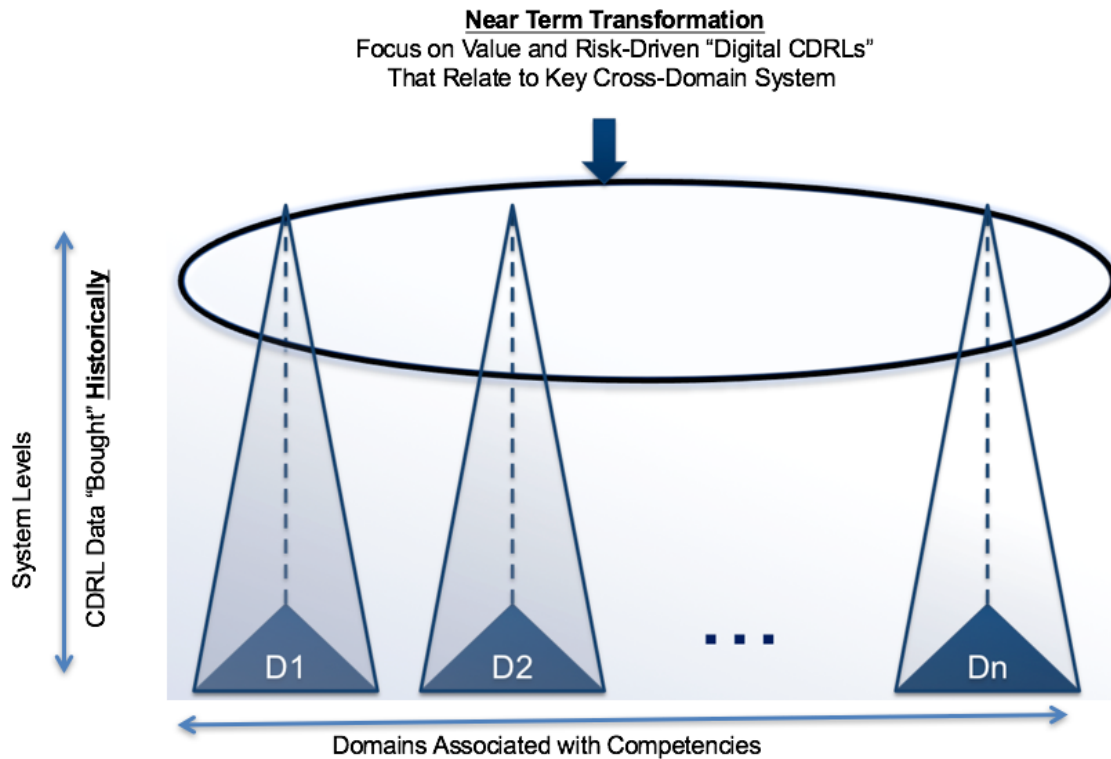 Near Term Transformation
Focus on Value and Risk-Driven “Digital CDRLs”
That Relate to Key Cross-Domain System
System Levels
CDRL Data “Bought” Historically
D1
D2
...
Dn
Domains Associated with Competencies